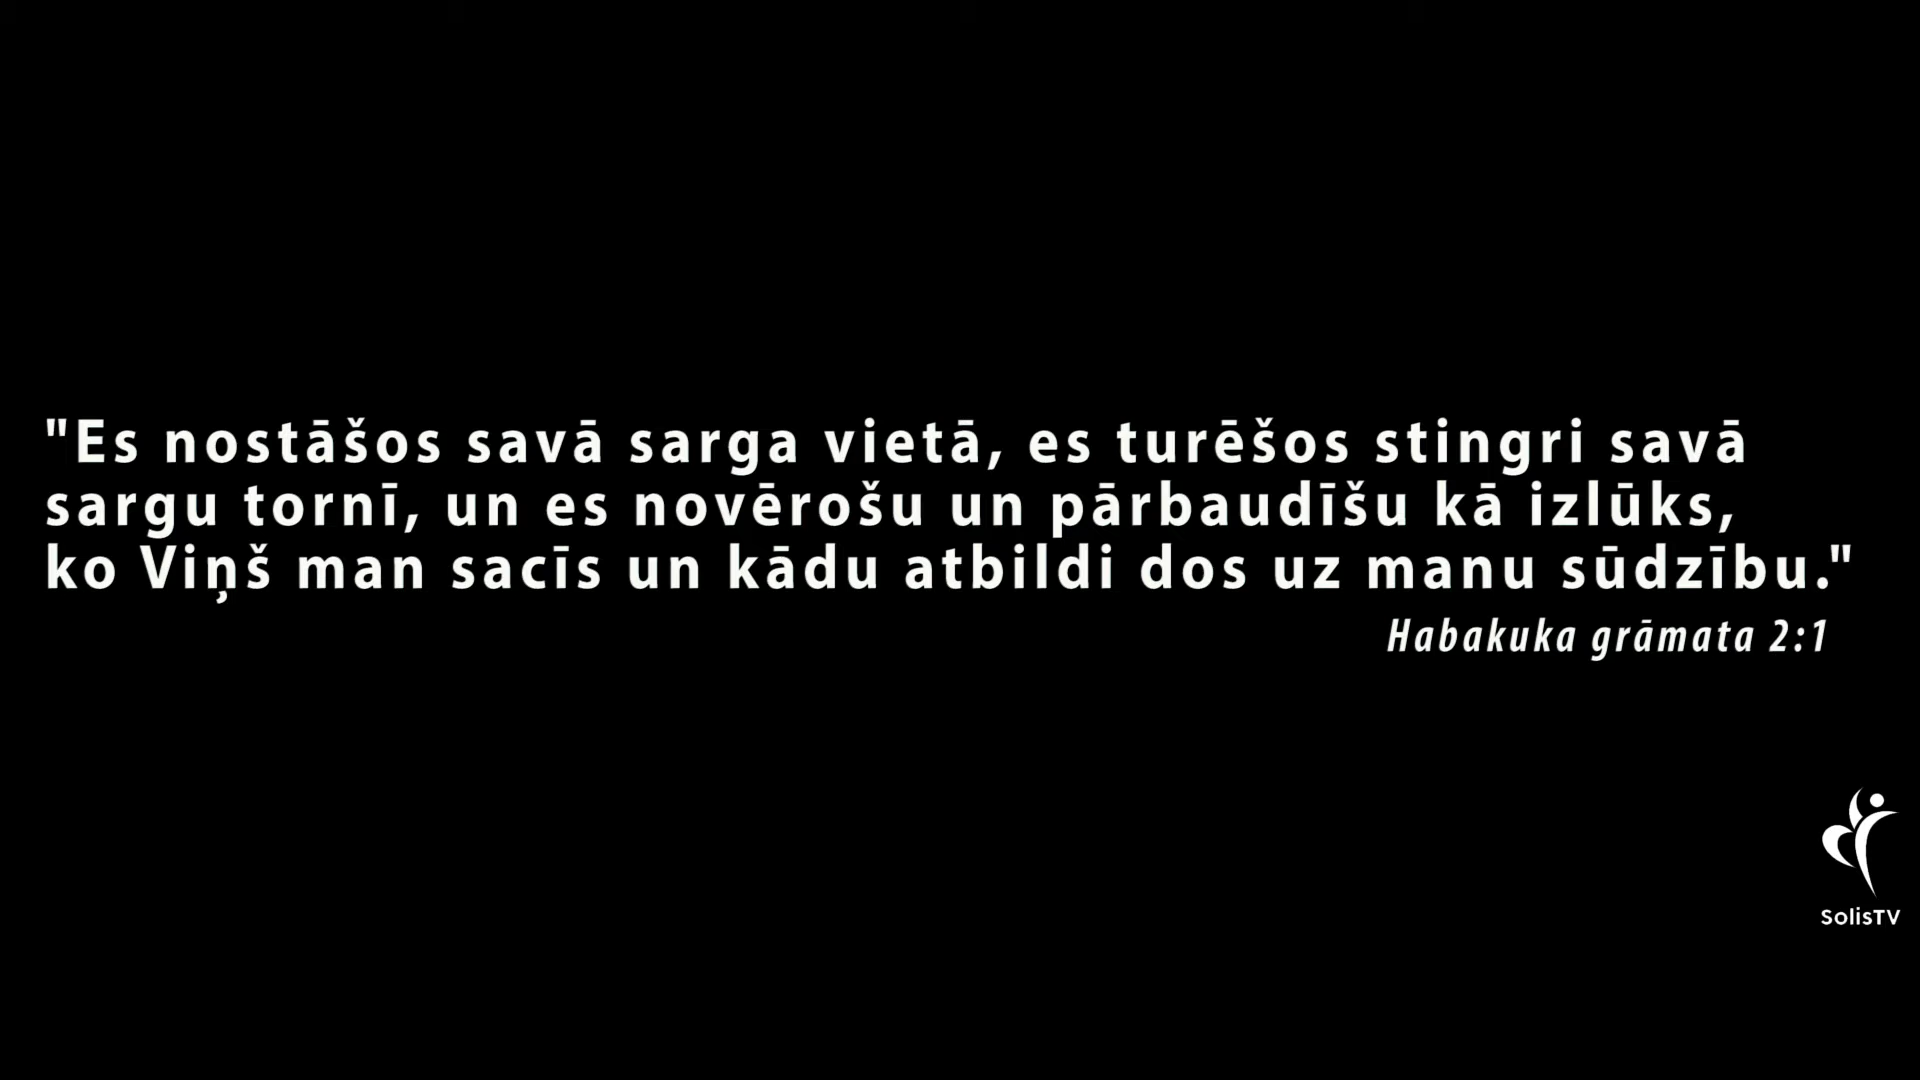 "Es nostāšos savā sarga vietā, es turēšos stingri savā
sargu tornī, un es novērošu un pārbaudīšu kā izlūks,
ko Viņš man sacīs un kādu atbildi dos uz manu sūdzību."
Habakuka grāmata 2:1
SolisTV